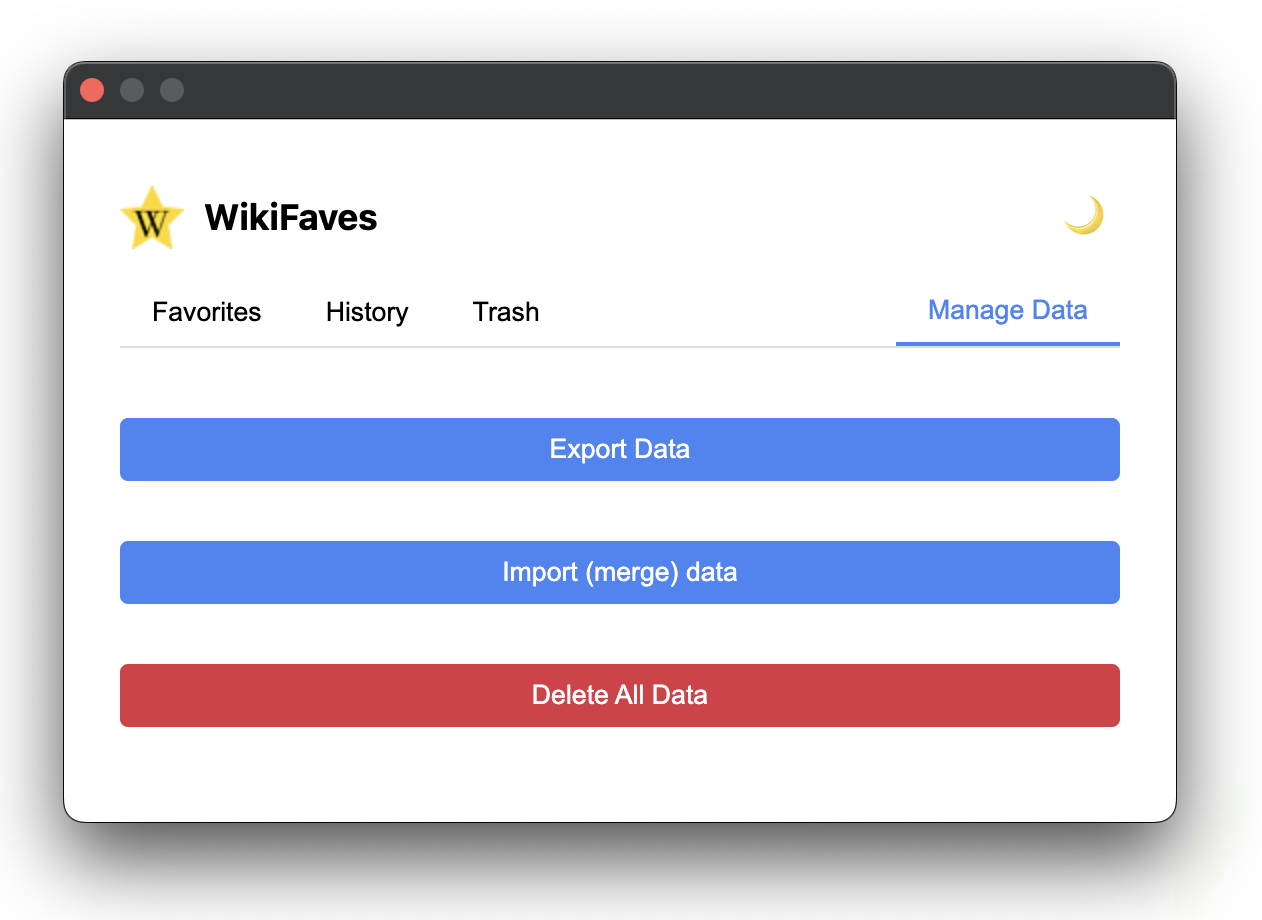 W
WikiFaves
Favorites History Trash Manage Data
Export Data
Import (merge) data
Delete All Data